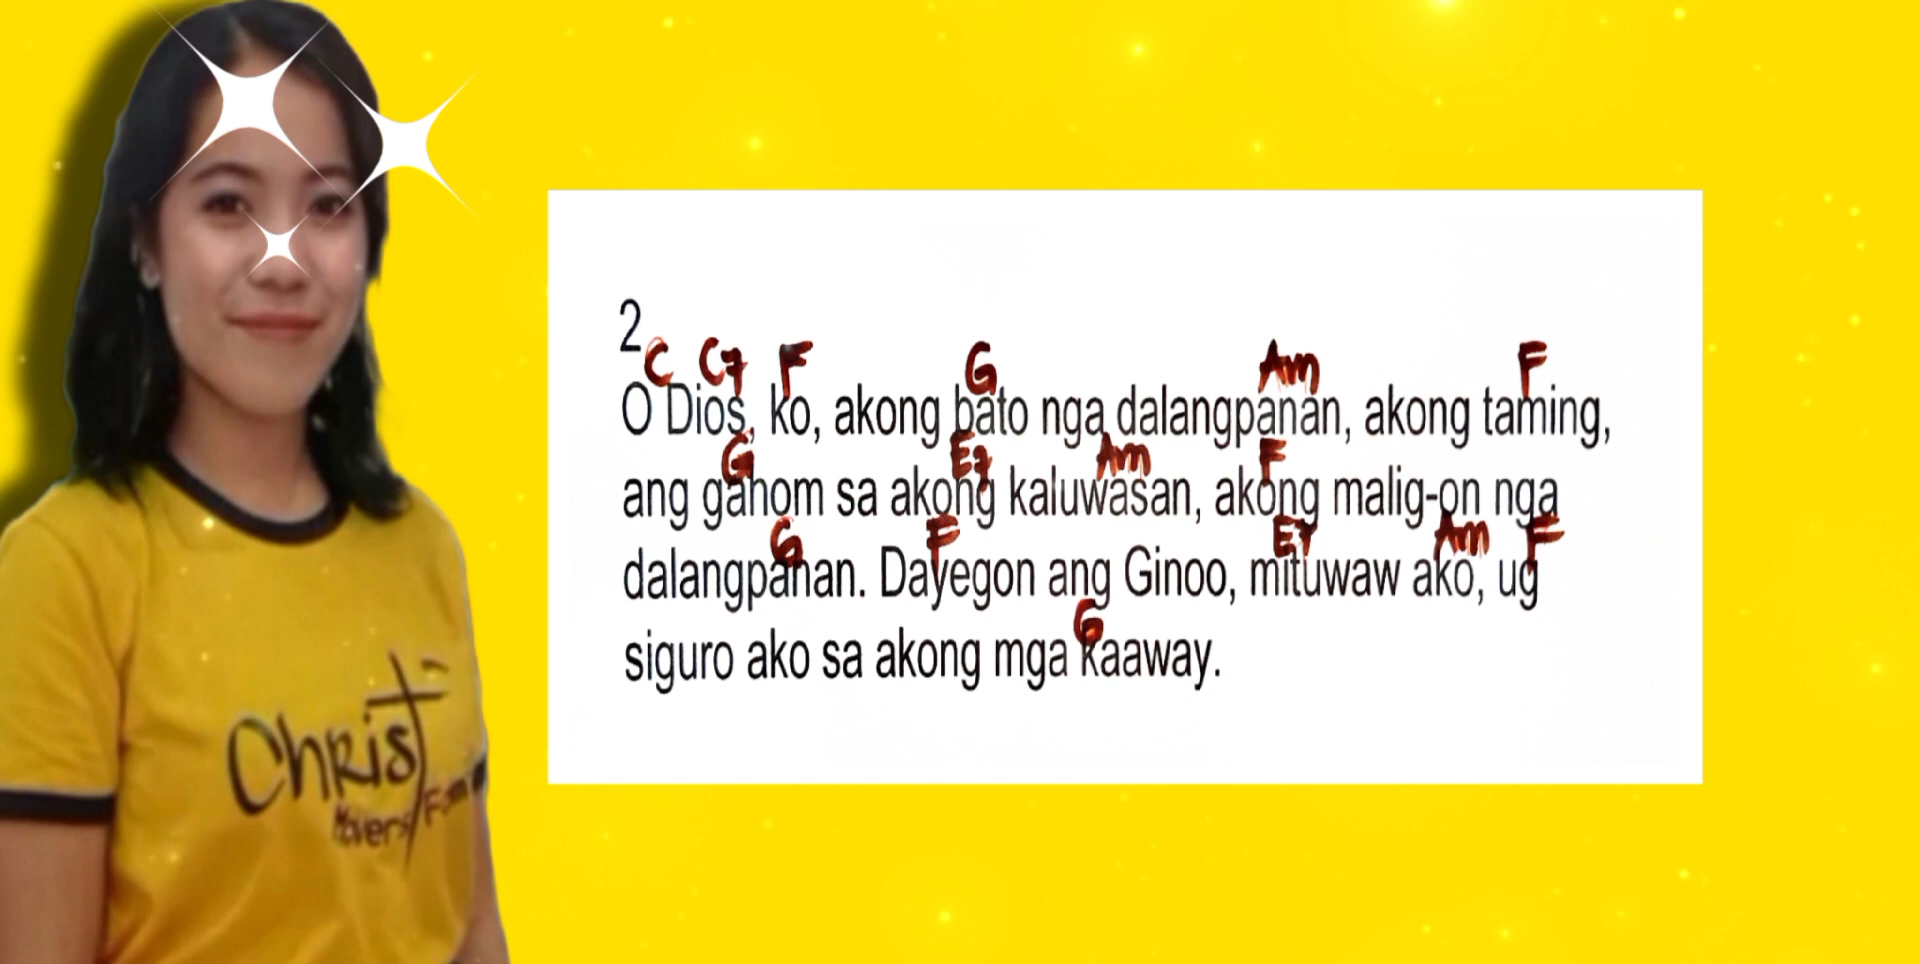 2
C C7 F G Am F
O Dios, ko, akong bato nga dalangpanan, akong taming,
G E7 Am F
ang gahom sa akong kaluwasan, akong malig-on nga
G F E7 Am F
dalangpanan. Dayegon ang Ginoo, mituwaw ako, ug
G
siguro ako sa akong mga kaaway.
Christ
Movers